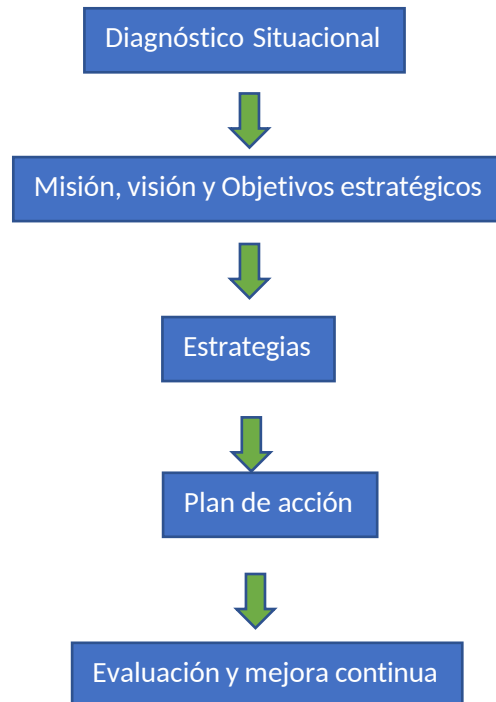 Diagnóstico Situacional
Misión, visión y Objetivos estratégicos
Estrategias
Plan de acción
Evaluación y mejora continua